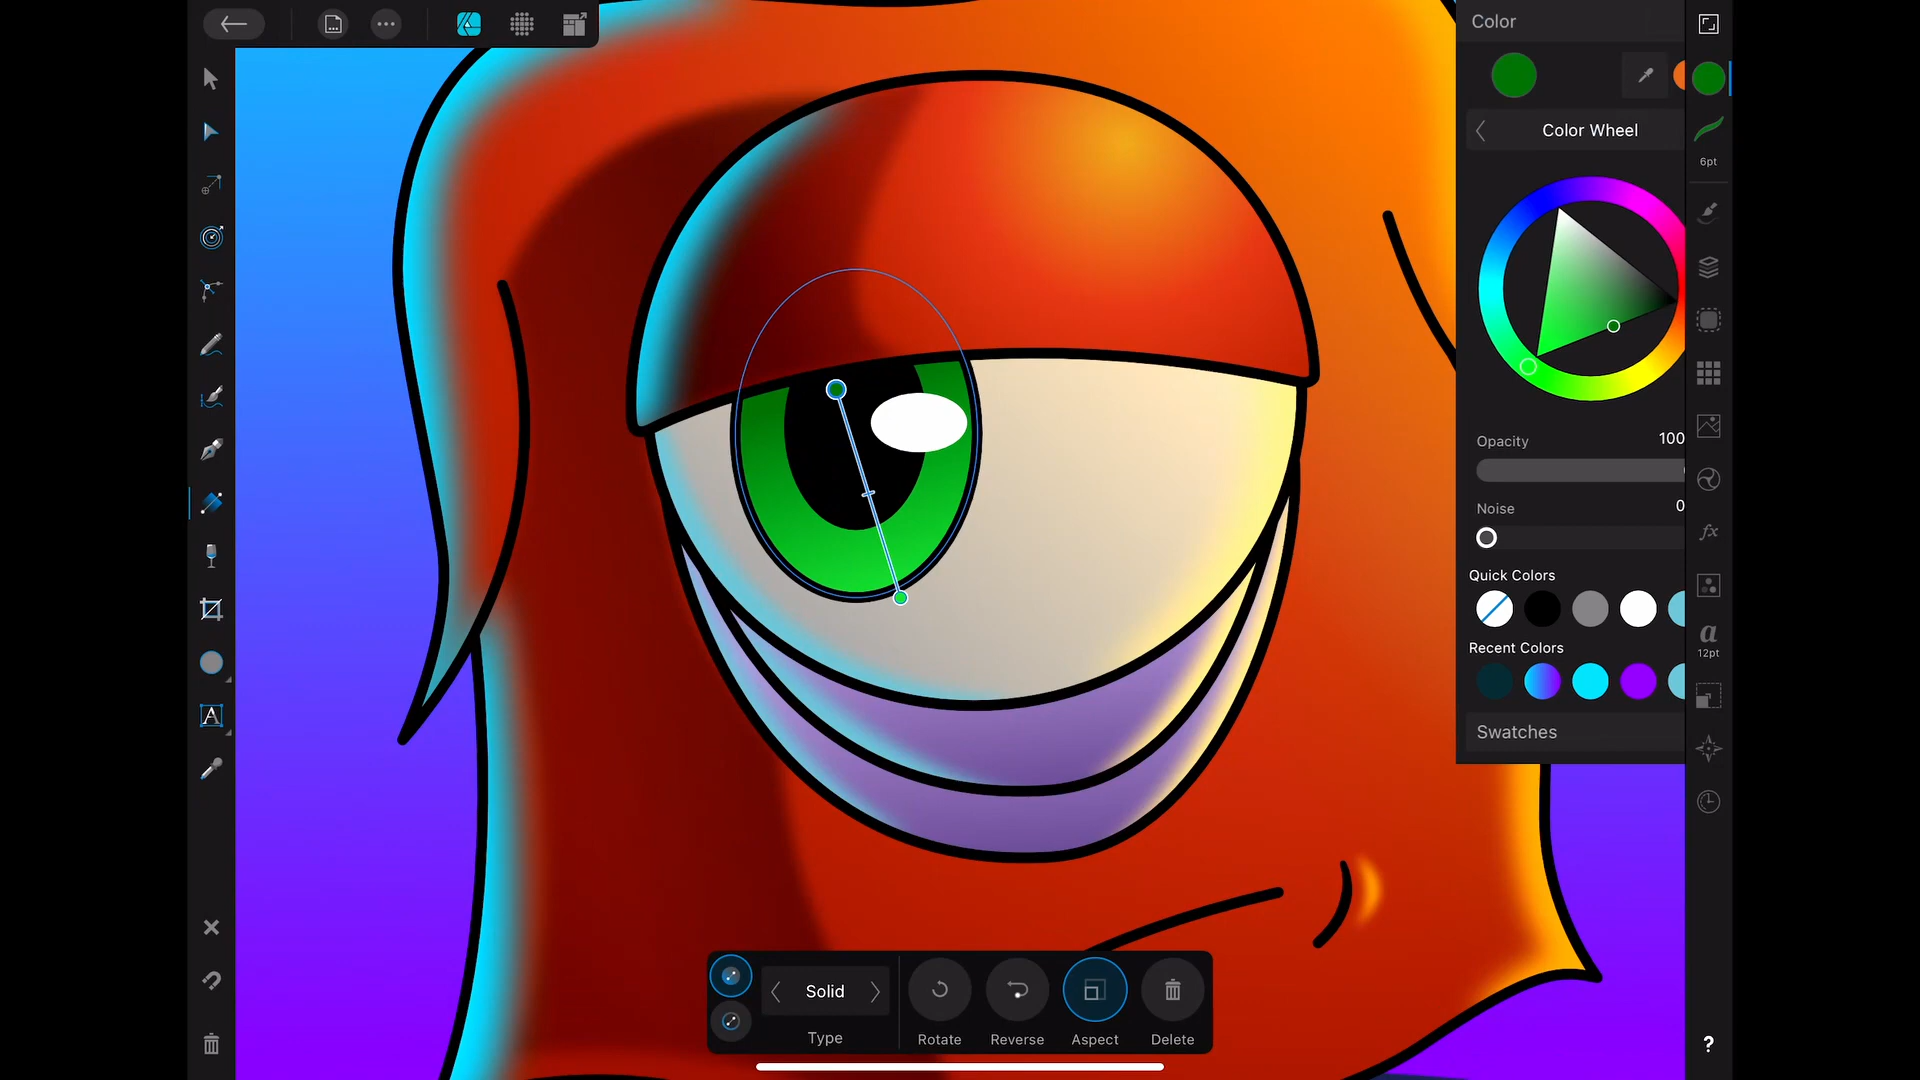 Color
Color Wheel
6pt
Opacity
100
Noise
0
fx
Quick Colors
a
12pt
Recent Colors
Swatches
A
Solid
Type
Rotate
Reverse
Aspect
Delete
?